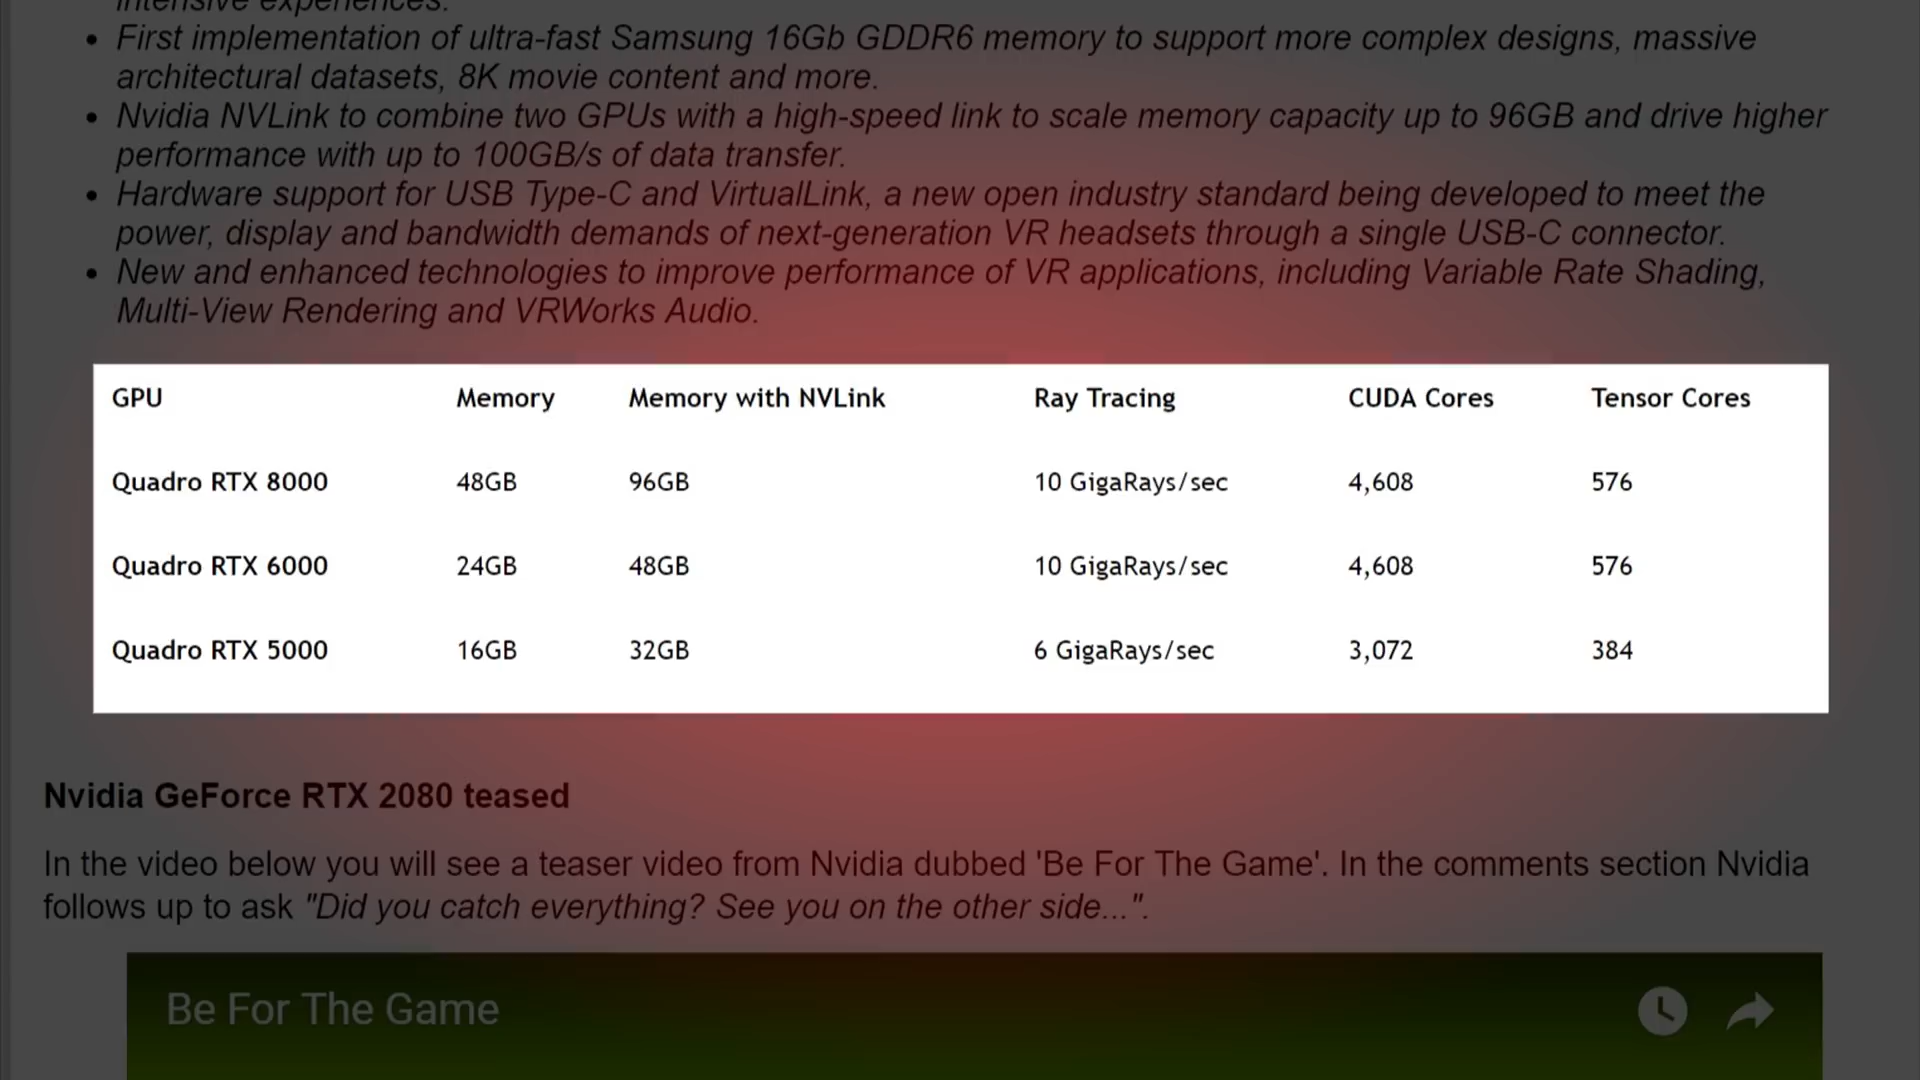 intensive experiences.
• First implementation of ultra-fast Samsung 16Gb GDDR6 memory to support more complex designs, massive
architectural datasets, 8K movie content and more.
• Nvidia NVLink to combine two GPUs with a high-speed link to scale memory capacity up to 96GB and drive higher
performance with up to 100GB/s of data transfer.
• Hardware support for USB Type-C and VirtualLink, a new open industry standard being developed to meet the
power, display and bandwidth demands of next-generation VR headsets through a single USB-C connector.
• New and enhanced technologies to improve performance of VR applications, including Variable Rate Shading,
Multi-View Rendering and VRWorks Audio.
GPU Memory Memory with NVLink Ray Tracing CUDA Cores Tensor Cores
Quadro RTX 8000 48GB 96GB 10 GigaRays/sec 4,608 576
Quadro RTX 6000 24GB 48GB 10 GigaRays/sec 4,608 576
Quadro RTX 5000 16GB 32GB 6 GigaRays/sec 3,072 384
Nvidia GeForce RTX 2080 teased
In the video below you will see a teaser video from Nvidia dubbed 'Be For The Game'. In the comments section Nvidia
follows up to ask "Did you catch everything? See you on the other side...".
Be For The Game